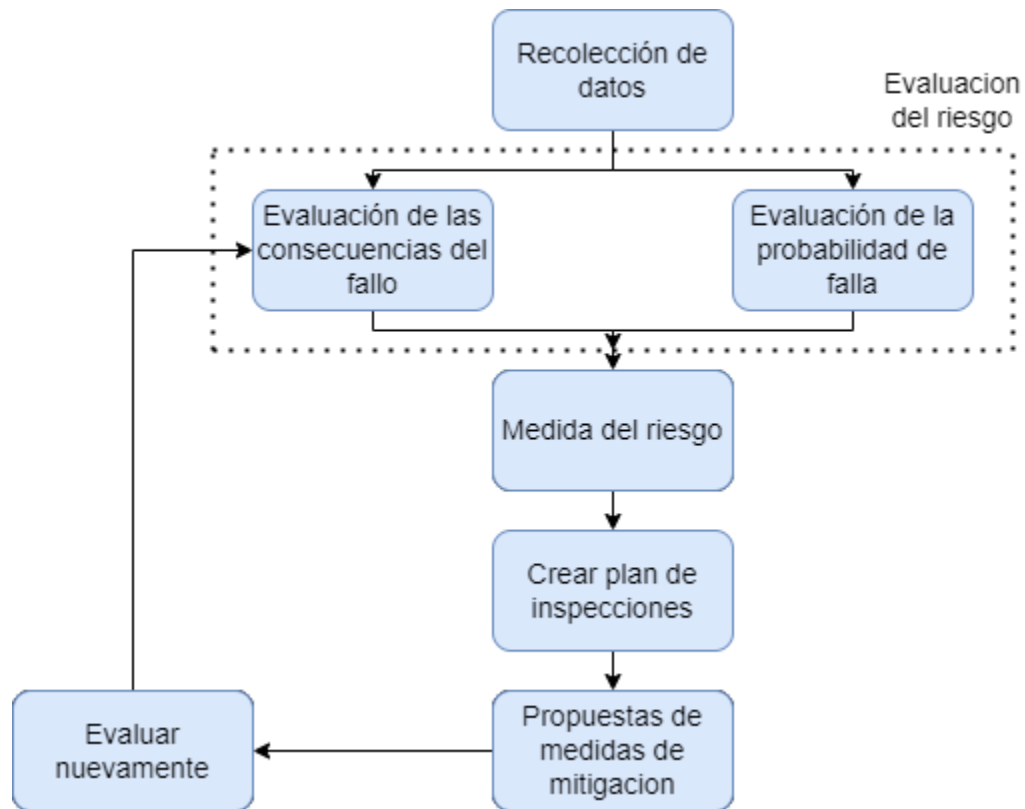 Recolección de
datos
Evaluacion
del riesgo
Evaluación de las
consecuencias del
fallo
Evaluación de la
probabilidad de
falla
Medida del riesgo
Crear plan de
inspecciones
Propuestas de
medidas de
mitigacion
Evaluar
nuevamente